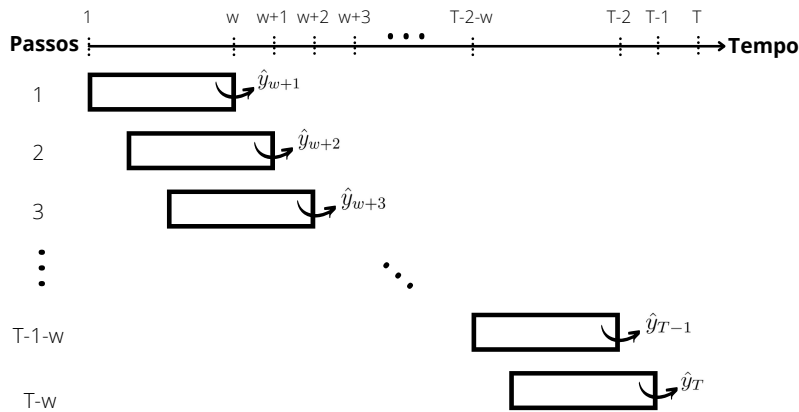 1 w w+1 w+2 w+3 ... T-2-w T-2 T-1 T
Passos Tempo
1 ŷ_{w+1}
2 ŷ_{w+2}
3 ŷ_{w+3}
T-1-w ŷ_{T−1}
T-w ŷ_T